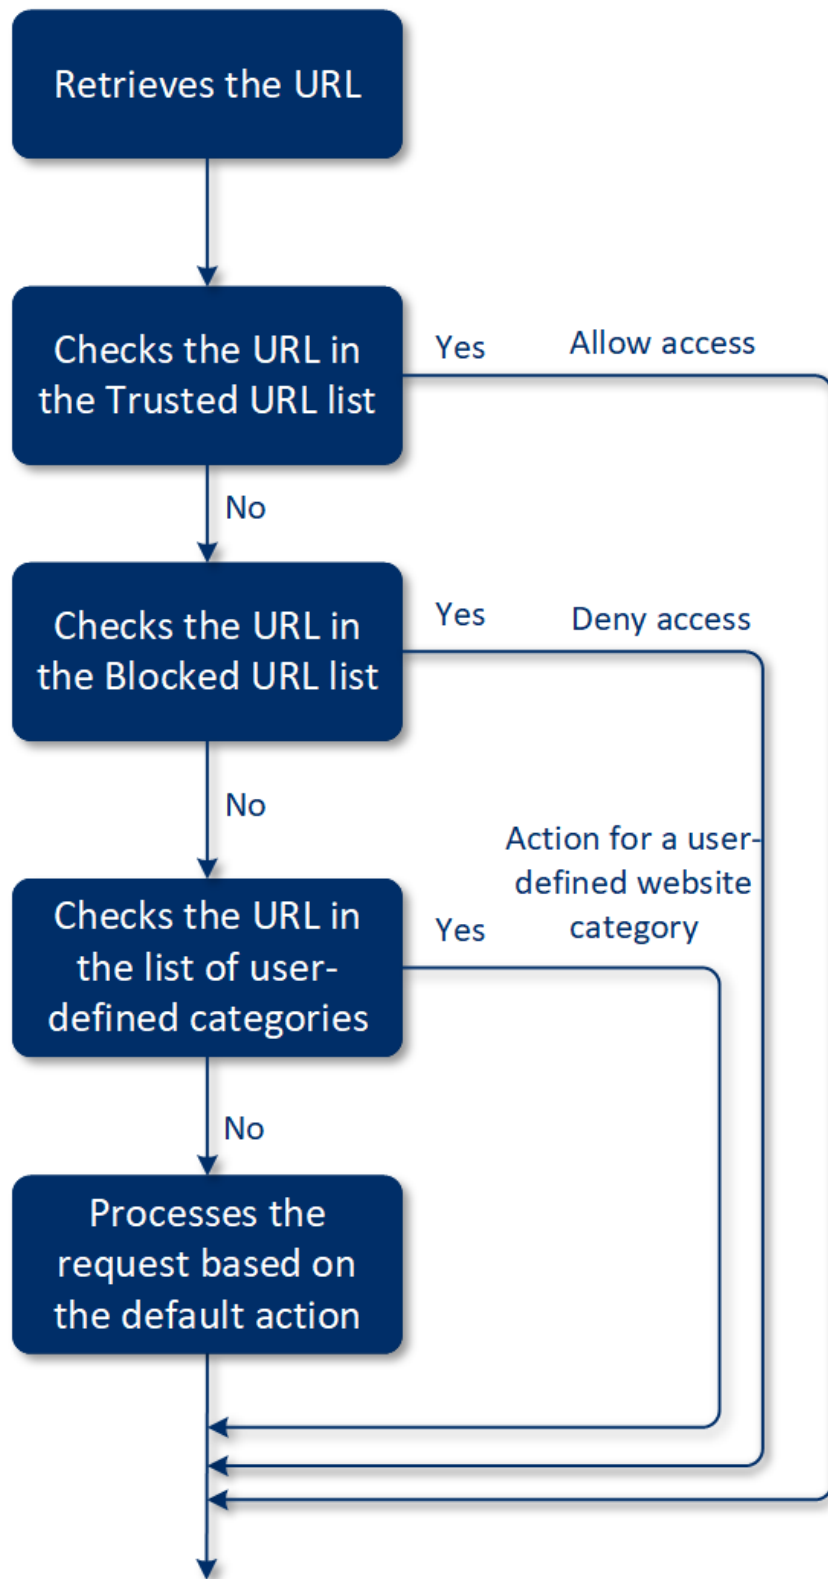 Retrieves the URL
Checks the URL in
the Trusted URL list
Yes
Allow access
No
Checks the URL in
the Blocked URL list
Yes
Deny access
No
Checks the URL in
the list of user-
defined categories
Yes
Action for a user-
defined website
category
No
Processes the
request based on
the default action